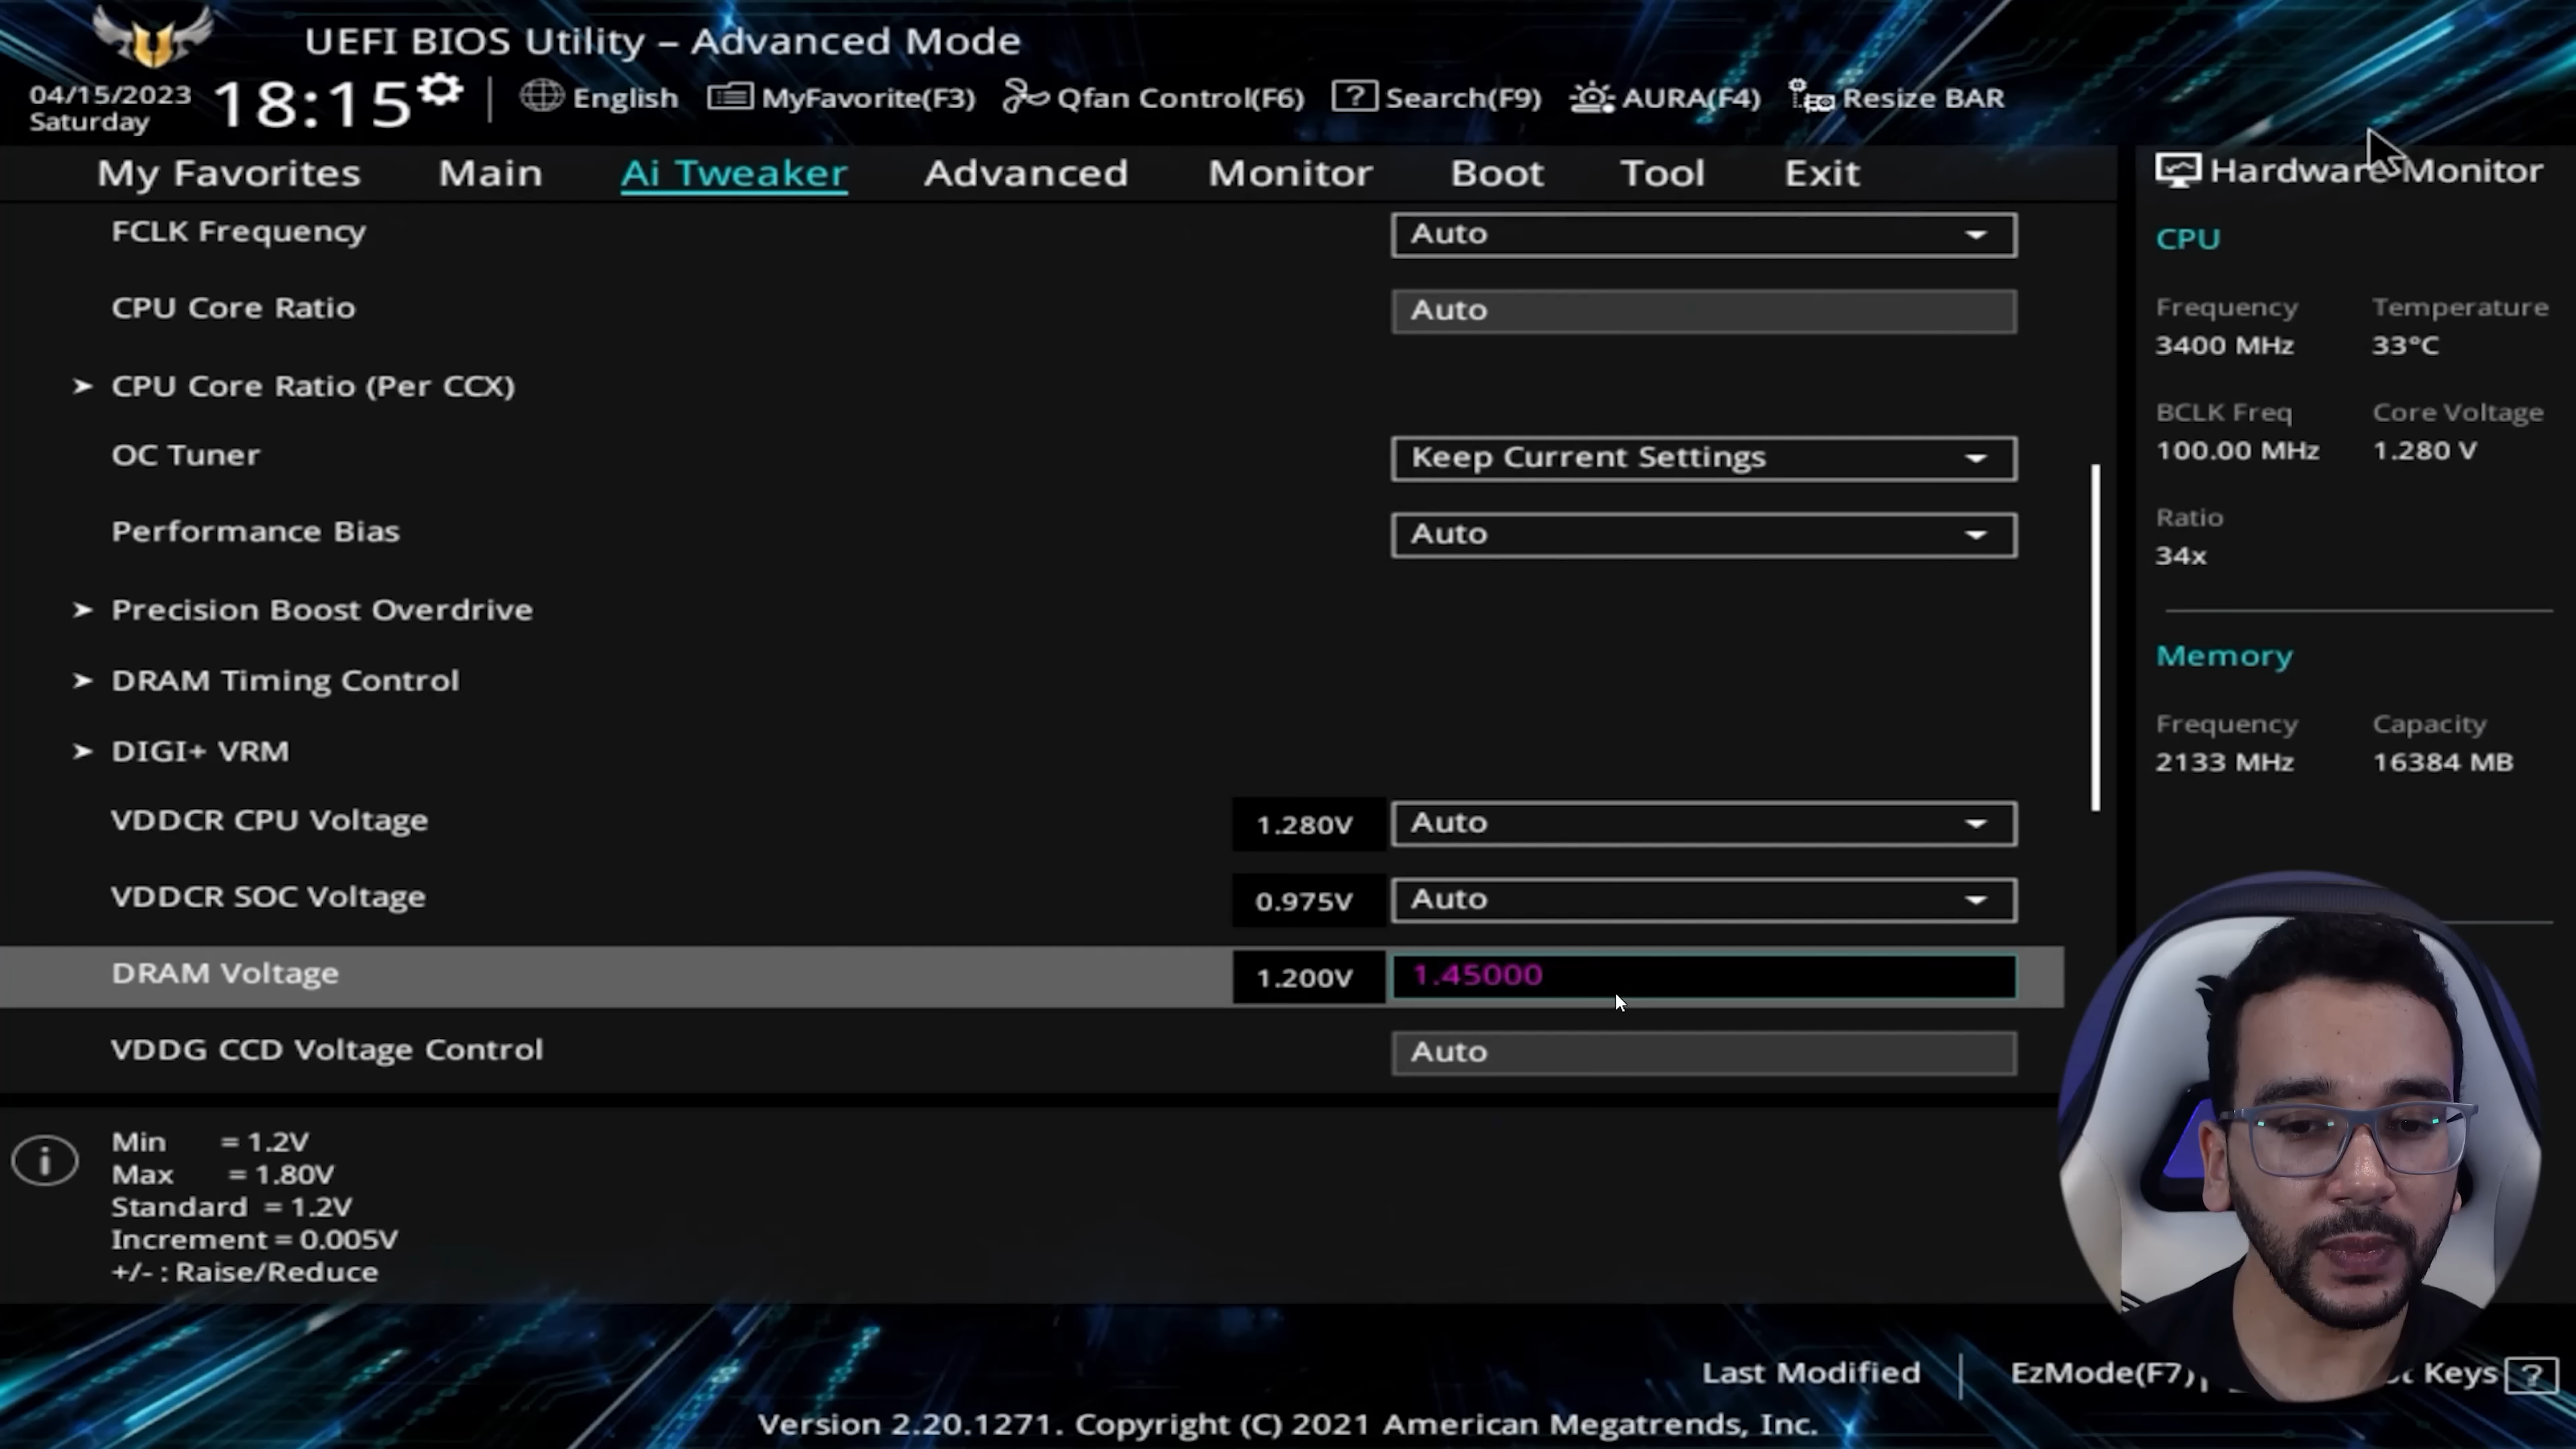 UEFI BIOS Utility – Advanced Mode
04/15/2023
Saturday
18:15
English
MyFavorite(F3)
Qfan Control(F6)
? Search(F9)
AURA(F4)
Resize BAR
My Favorites Main Ai Tweaker Advanced Monitor Boot Tool Exit
FCLK Frequency Auto
CPU Core Ratio Auto
CPU Core Ratio (Per CCX)
OC Tuner Keep Current Settings
Performance Bias Auto
Precision Boost Overdrive
DRAM Timing Control
DIGI+ VRM
VDDCR CPU Voltage 1.280V Auto
VDDCR SOC Voltage 0.975V Auto
DRAM Voltage 1.200V 1.45000
VDDG CCD Voltage Control Auto
Hardware Monitor
CPU
Frequency Temperature
3400 MHz 33°C
BCLK Freq Core Voltage
100.00 MHz 1.280 V
Ratio
34x
Memory
Frequency Capacity
2133 MHz 16384 MB
i
Min = 1.2V
Max = 1.80V
Standard = 1.2V
Increment = 0.005V
+/- : Raise/Reduce
Last Modified EzMode(F7) Keys ?
Version 2.20.1271. Copyright (C) 2021 American Megatrends, Inc.